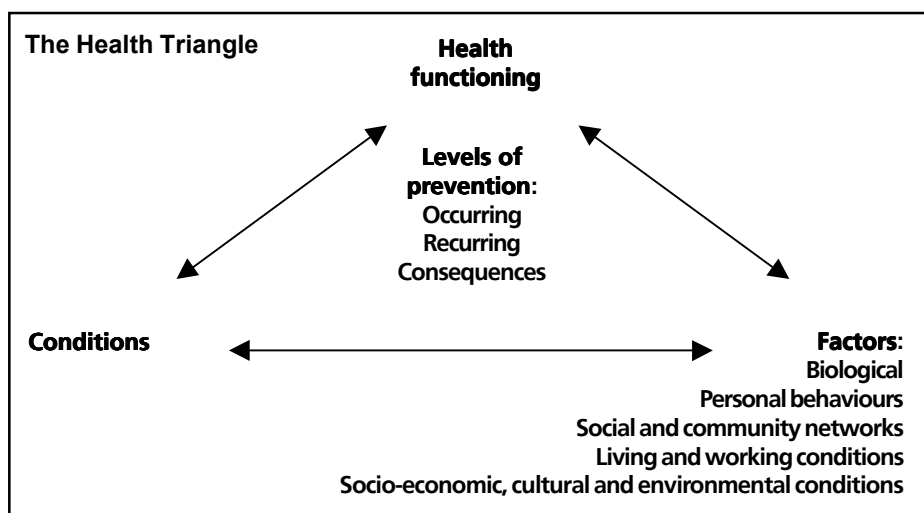 The Health Triangle
Health
functioning
Levels of
prevention:
Occurring
Recurring
Consequences
Conditions
Factors:
Biological
Personal behaviours
Social and community networks
Living and working conditions
Socio-economic, cultural and environmental conditions